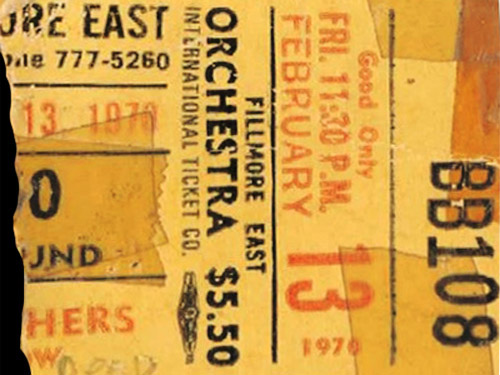 ORE EAST
one 777-5260
13 1970
0
UND
HERS
W
INTERNATIONAL TICKET CO.
ORCHESTRA $5.50
FILLMORE EAST
FEBRUARY 13
FRI. 11:30 P.M.
1970
Good Only
BB108